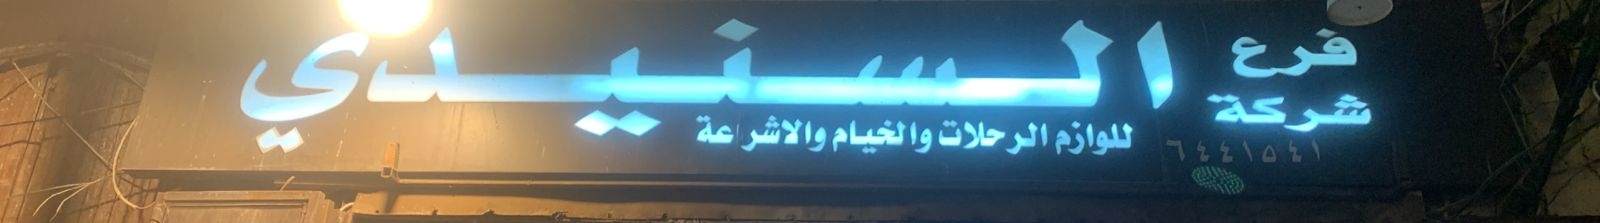 فرع
شركة
السنيدي
للوازم الرحلات والخيام والاشرعة
٦٤٤١٥٤١